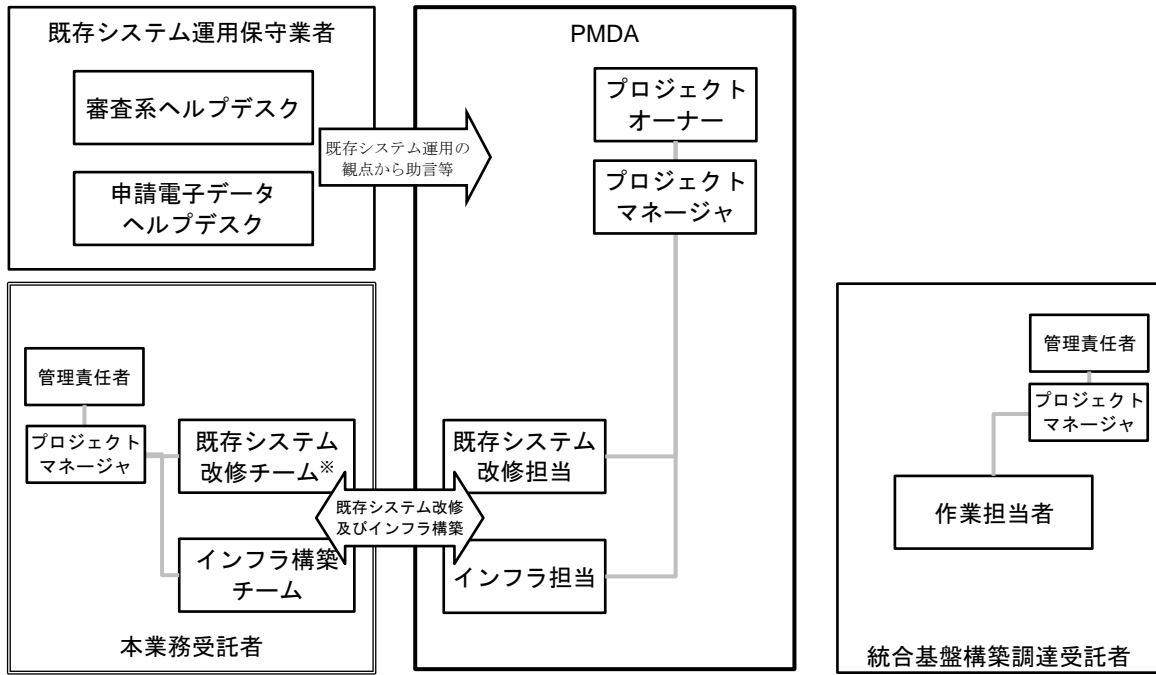 既存システム運用保守業者
審査系ヘルプデスク
申請電子データ
ヘルプデスク
既存システム運用の
観点から助言等
PMDA
プロジェクト
オーナー
プロジェクト
マネージャ
既存システム
改修担当
インフラ担当
管理責任者
プロジェクト
マネージャ
既存システム
改修チーム※
インフラ構築
チーム
本業務受託者
既存システム改修
及びインフラ構築
管理責任者
プロジェクト
マネージャ
作業担当者
統合基盤構築調達受託者